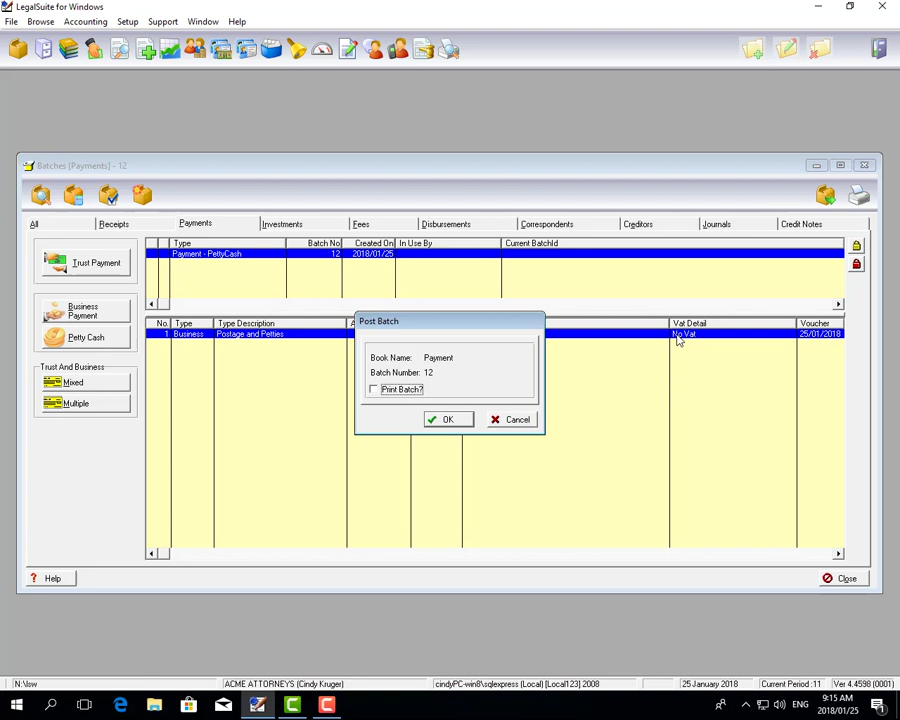 LegalSuite for Windows
File Browse Accounting Setup Support Window Help
Batches [Payments] - 12
All Receipts Payments Investments Fees Disbursements Correspondents Creditors Journals Credit Notes
Trust Payment
Business Payment
Petty Cash
Trust And Business
Mixed
Multiple
Type Batch No Created On In Use By Current BatchId
Payment - PettyCash 12 2018/01/25
No. Type Type Description A Vat Detail Voucher
1 Business Postage and Petties No Vat 25/01/2018
Post Batch
Book Name: Payment
Batch Number: 12
Print Batch?
OK Cancel
? Help
Close
N:\lsw ACME ATTORNEYS (Cindy Kruger) cindyPC-win8\sqlexpress (Local) [Local123] 2008 25 January 2018 Current Period :11 Ver 4.4598 (0001)
ENG
9:15 AM
2018/01/25
1